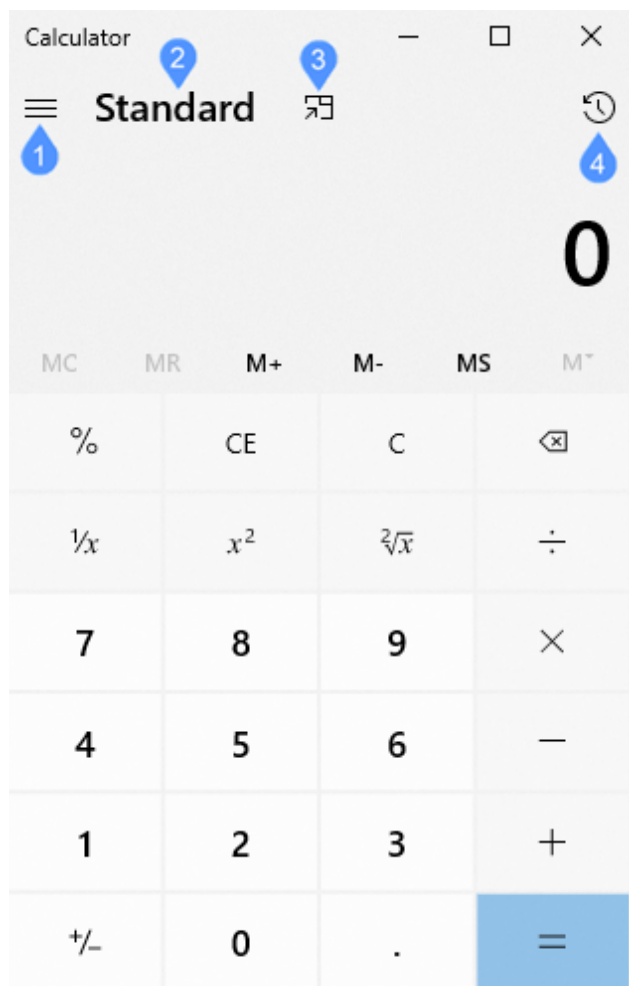 Calculator
2 3
Standard
1 4
0
MC MR M+ M- MS M
% CE C
1/x x² ²√x ÷
7 8 9 ×
4 5 6 −
1 2 3 +
+/− 0 . =